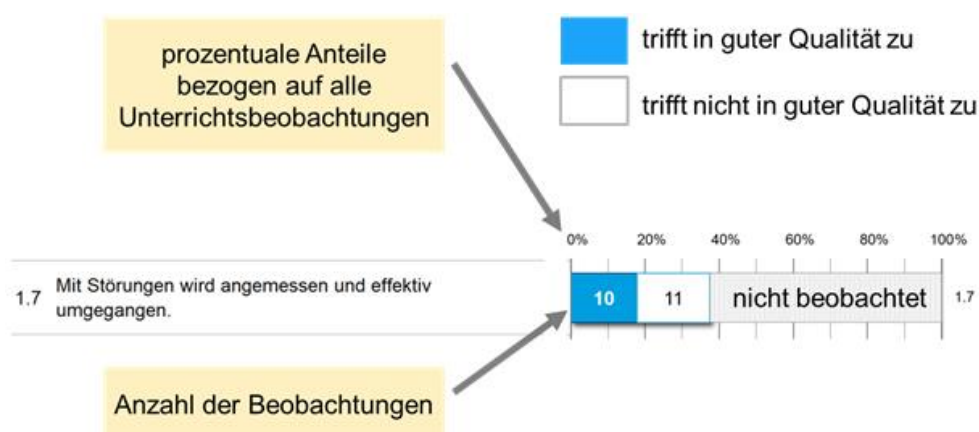 prozentuale Anteile
bezogen auf alle
Unterrichtsbeobachtungen
trifft in guter Qualität zu
trifft nicht in guter Qualität zu
0% 20% 40% 60% 80% 100%
1.7 Mit Störungen wird angemessen und effektiv
umgegangen.
10 11 nicht beobachtet 1.7
Anzahl der Beobachtungen